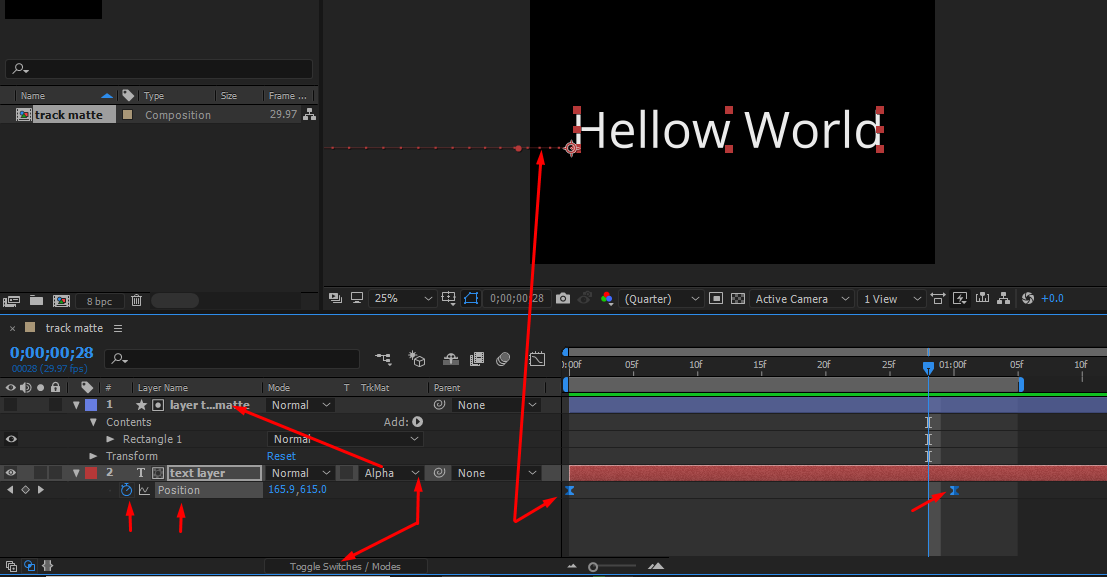 Hellow World
Name Type Size Frame ...
track matte Composition 29.97
8 bpc
25% 0;00;00;28 (Quarter) Active Camera 1 View +0.0
× track matte
0;00;00;28
00028 (29.97 fps)
0:00f 05f 10f 15f 20f 25f 01:00f 05f 10f
# Layer Name Mode T TrkMat Parent
1 layer t...matte Normal None
Contents Add:
Rectangle 1 Normal
Transform Reset
2 T text layer Normal Alpha None
Position 165.9,615.0
Toggle Switches / Modes